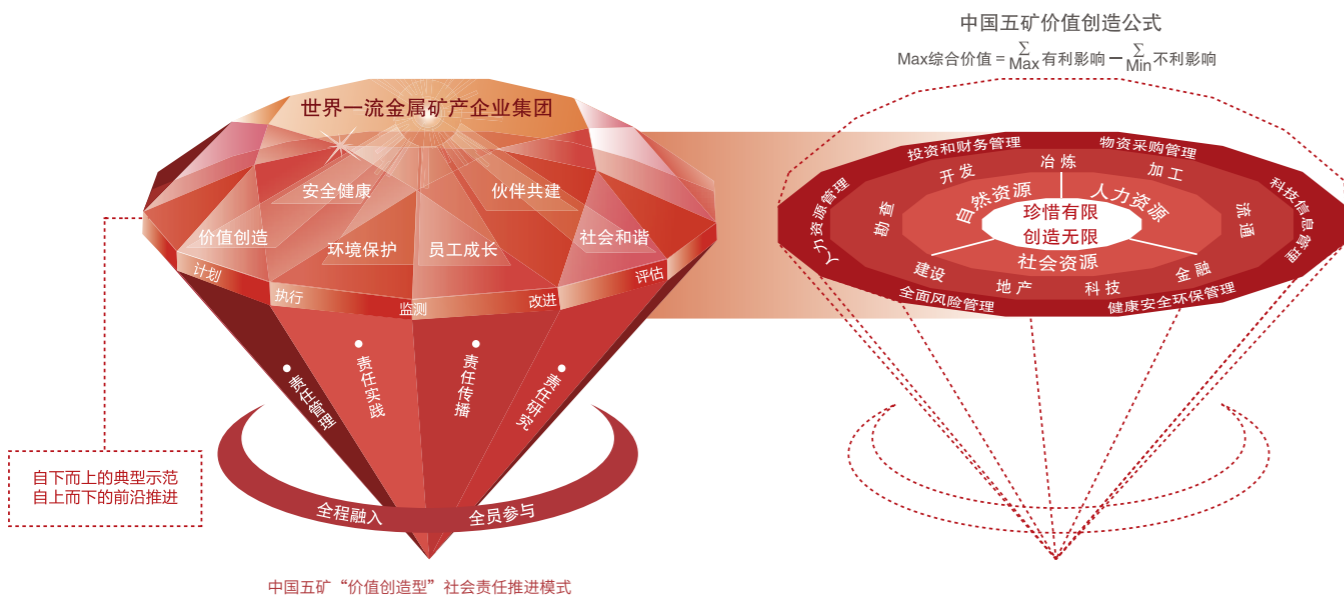 中国五矿价值创造公式
Max综合价值 = ∑ Max 有利影响 — ∑ Min 不利影响
世界一流金属矿产企业集团
安全健康
伙伴共建
价值创造
环境保护
员工成长
社会和谐
计划
执行
监测
改进
评估
责任管理
责任实践
责任传播
责任研究
全程融入
全员参与
自下而上的典型示范
自上而下的前沿推进
中国五矿“价值创造型”社会责任推进模式
投资和财务管理
物资采购管理
人力资源管理
科技信息管理
全面风险管理
健康安全环保管理
勘查
开发
冶炼
加工
流通
建设
地产
科技
金融
自然资源
人力资源
社会资源
珍惜有限
创造无限